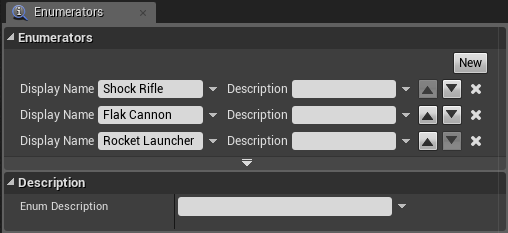 Enumerators
Enumerators
New
Display Name Shock Rifle Description
Display Name Flak Cannon Description
Display Name Rocket Launcher Description
Description
Enum Description